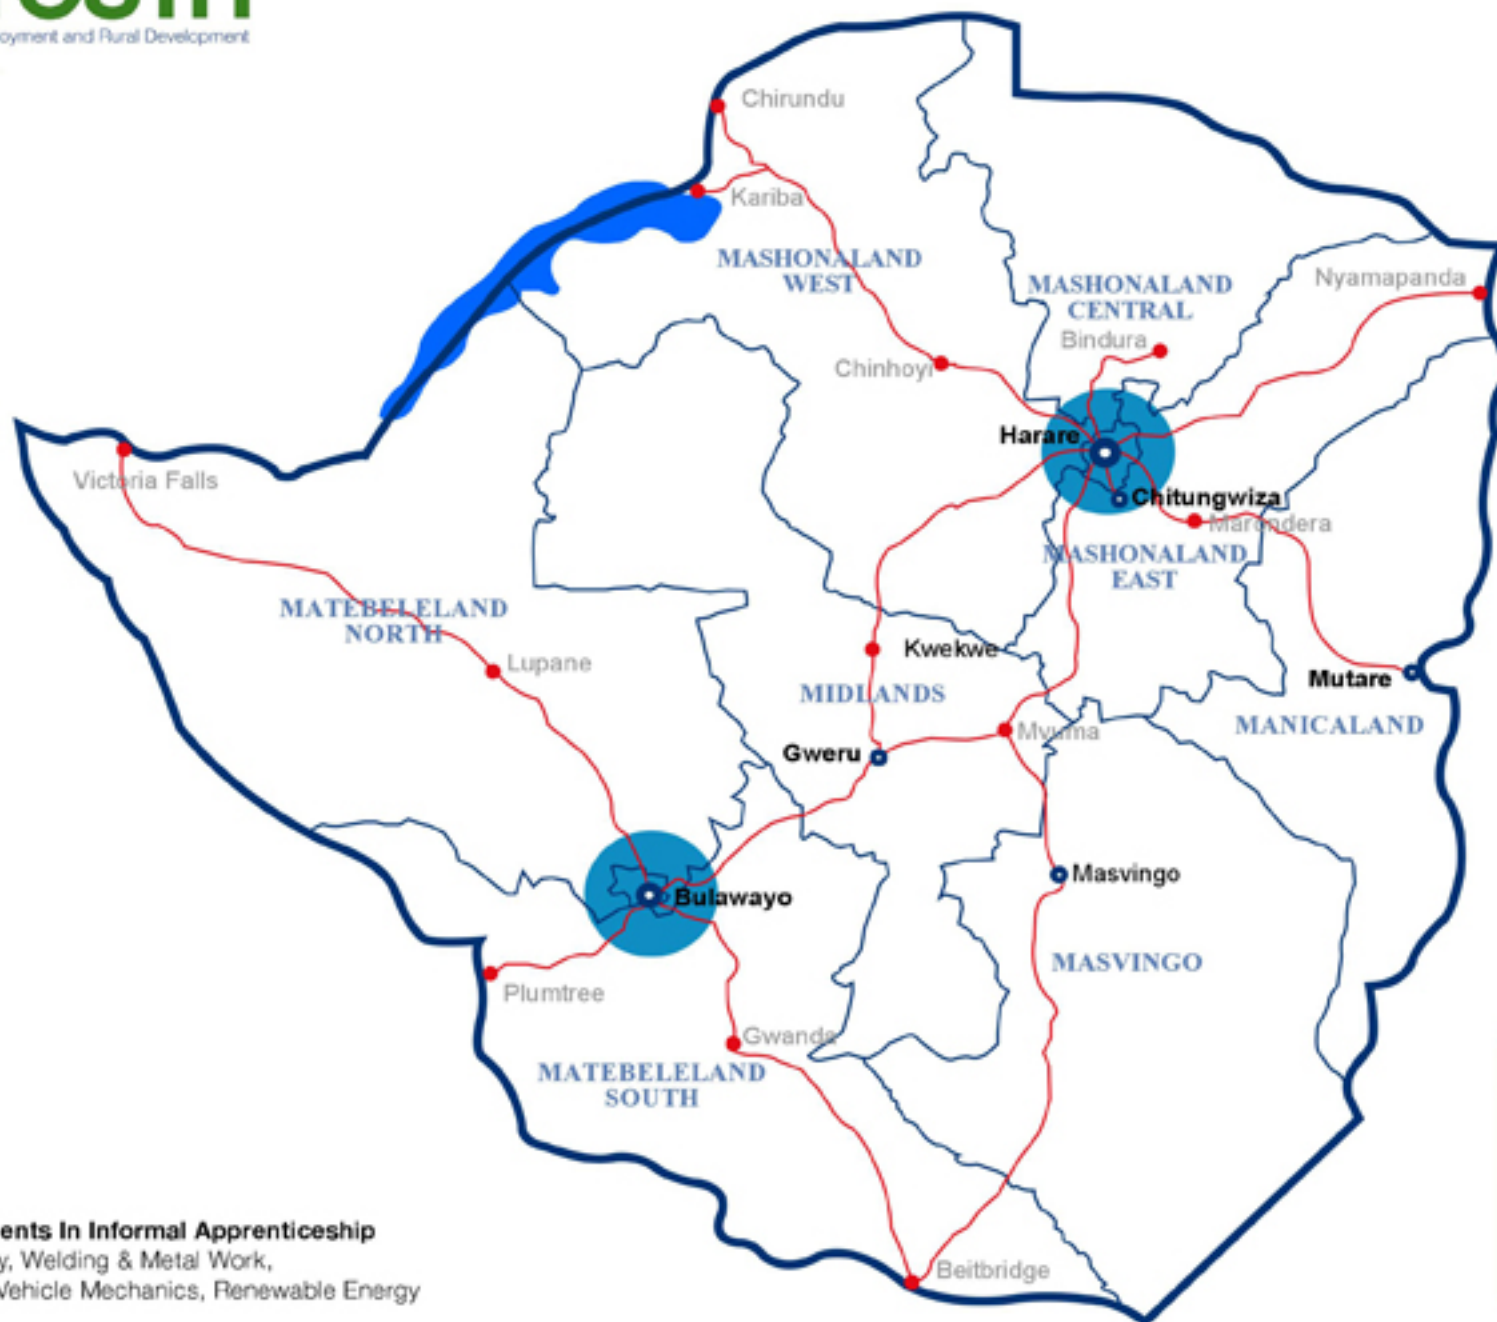 oyment and Rural Development
Chirundu
Kariba
MASHONALAND
WEST
MASHONALAND
CENTRAL
Nyamapanda
Bindura
Chinhoyi
Harare
Victoria Falls
Chitungwiza
Marondera
MASHONALAND
EAST
MATEBELELAND
NORTH
Lupane
Kwekwe
MIDLANDS
Mutare
MANICALAND
Mvuma
Gweru
Masvingo
Bulawayo
MASVINGO
Plumtree
Gwanda
MATEBELELAND
SOUTH
ents In Informal Apprenticeship
y, Welding & Metal Work,
Vehicle Mechanics, Renewable Energy
Beitbridge